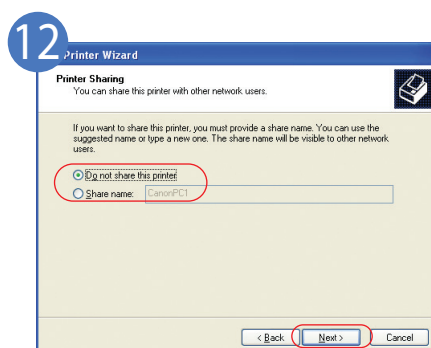 12
Printer Wizard
Printer Sharing
You can share this printer with other network users.
If you want to share this printer, you must provide a share name. You can use the
suggested name or type a new one. The share name will be visible to other network
users.
Do not share this printer
Share name: CanonPC1
< Back Next > Cancel